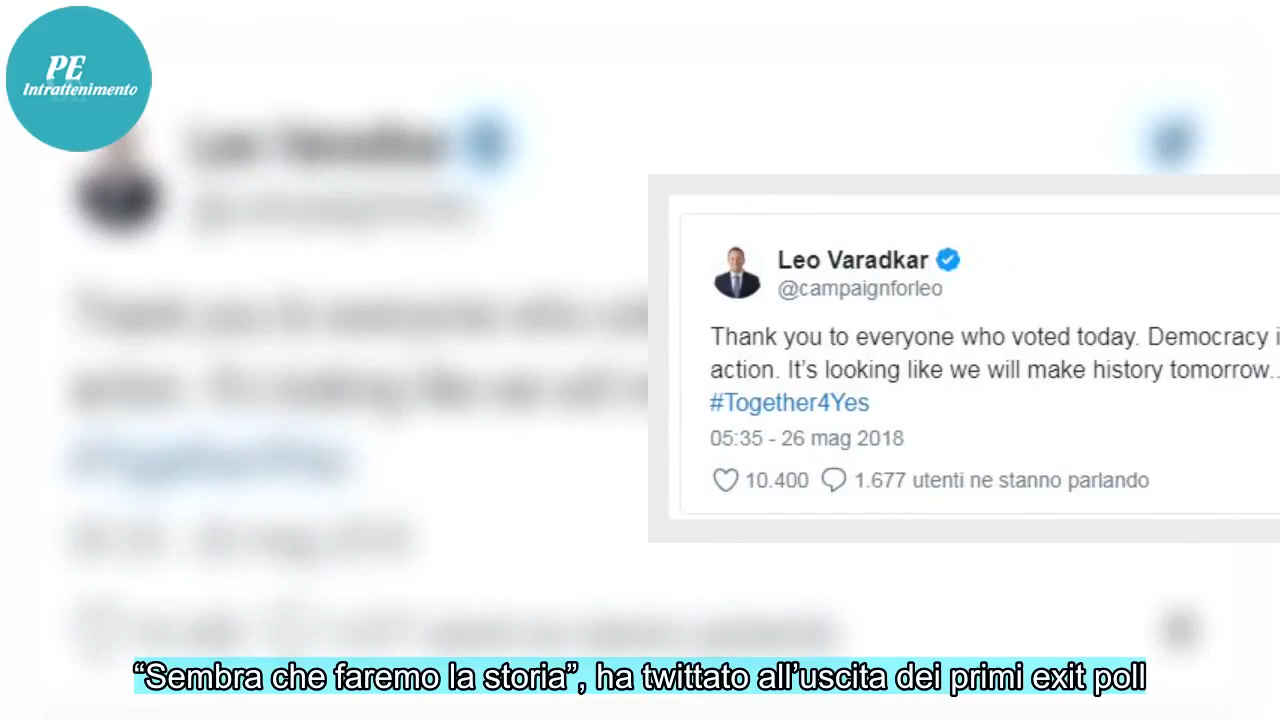 PE
Intrattenimento
Leo Varadkar
@campaignforleo
Thank you to everyone who voted today. Democracy i
action. It's looking like we will make history tomorrow..
#Together4Yes
05:35 - 26 mag 2018
10.400 1.677 utenti ne stanno parlando
“Sembra che faremo la storia”, ha twittato all’uscita dei primi exit poll